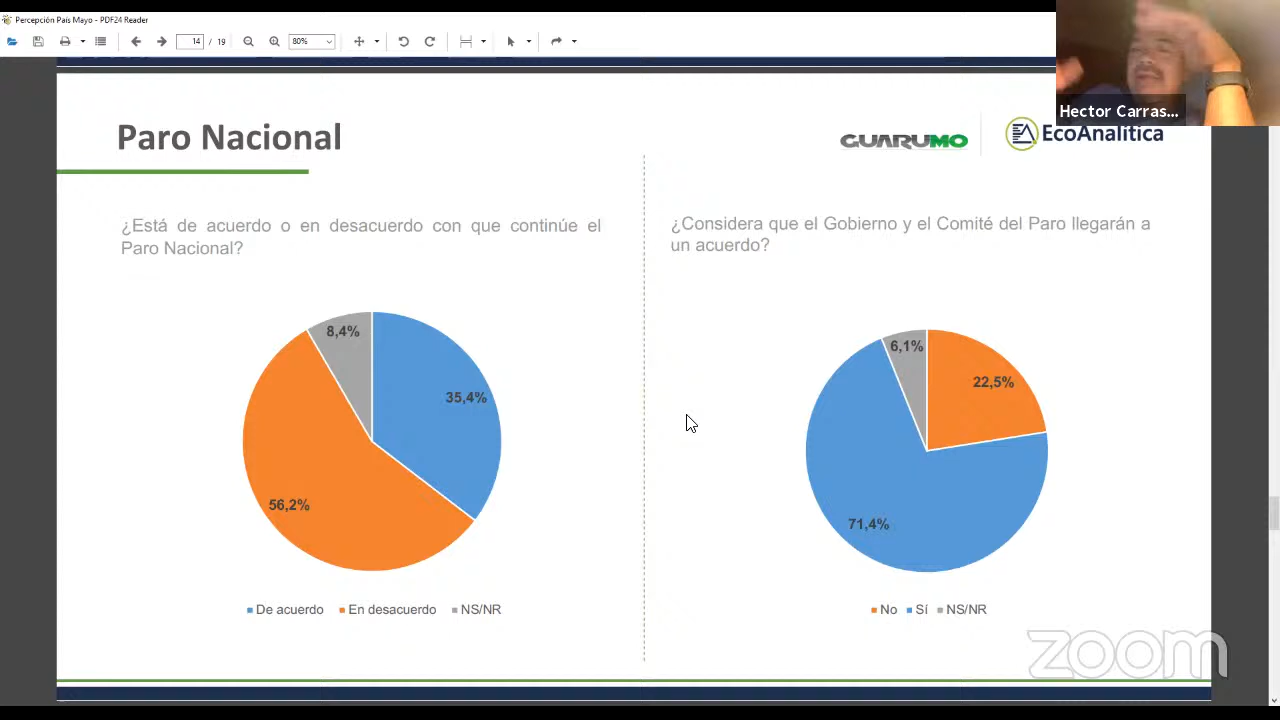 Percepción País Mayo - PDF24 Reader
14 / 19
80%
Hector Carras...
Paro Nacional
GUARUMO
EcoAnalítica
¿Está de acuerdo o en desacuerdo con que continúe el
Paro Nacional?
¿Considera que el Gobierno y el Comité del Paro llegarán a
un acuerdo?
8,4%
35,4%
56,2%
De acuerdo En desacuerdo NS/NR
6,1%
22,5%
71,4%
No Sí NS/NR
zoom